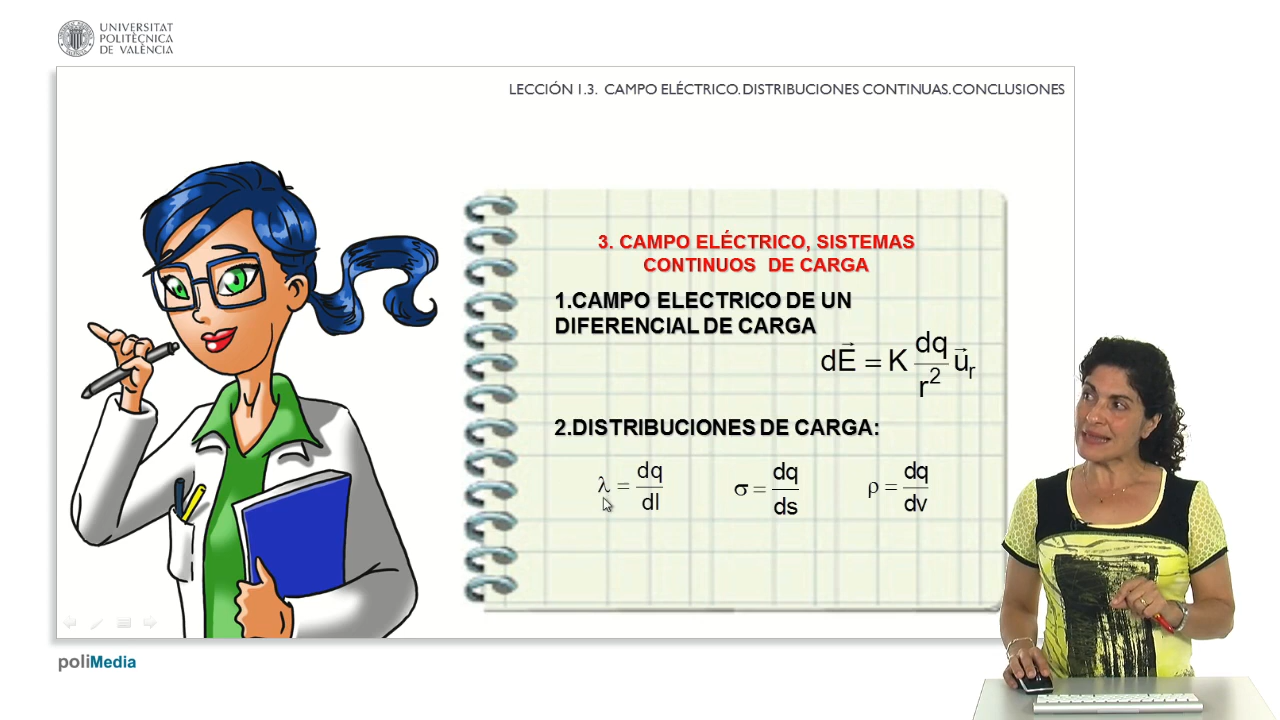 UNIVERSITAT
POLITÈCNICA
DE VALÈNCIA
LECCIÓN 1.3. CAMPO ELÉCTRICO. DISTRIBUCIONES CONTINUAS. CONCLUSIONES
3. CAMPO ELÉCTRICO, SISTEMAS
CONTINUOS DE CARGA
1.CAMPO ELECTRICO DE UN
DIFERENCIAL DE CARGA
dE⃗ = K dq/r² u⃗r
2.DISTRIBUCIONES DE CARGA:
λ = dq/dl σ = dq/ds ρ = dq/dv
poliMedia